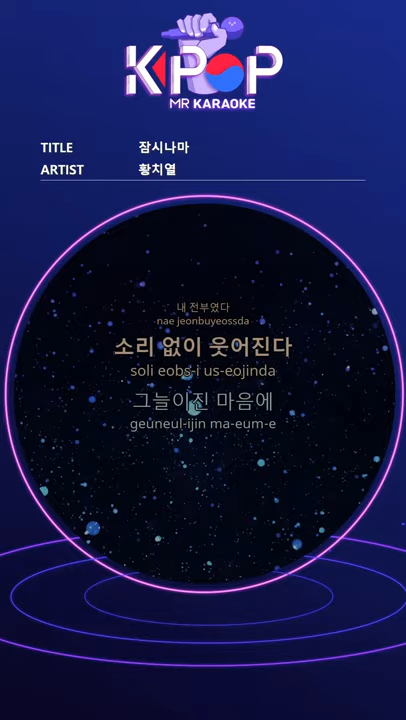 KPOP
MR KARAOKE
TITLE 잠시나마
ARTIST 황치열
내 전부였다
nae jeonbuyeossda
소리 없이 웃어진다
soli eobs-i us-eojinda
그늘이진 마음에
geuneul-ijin ma-eum-e